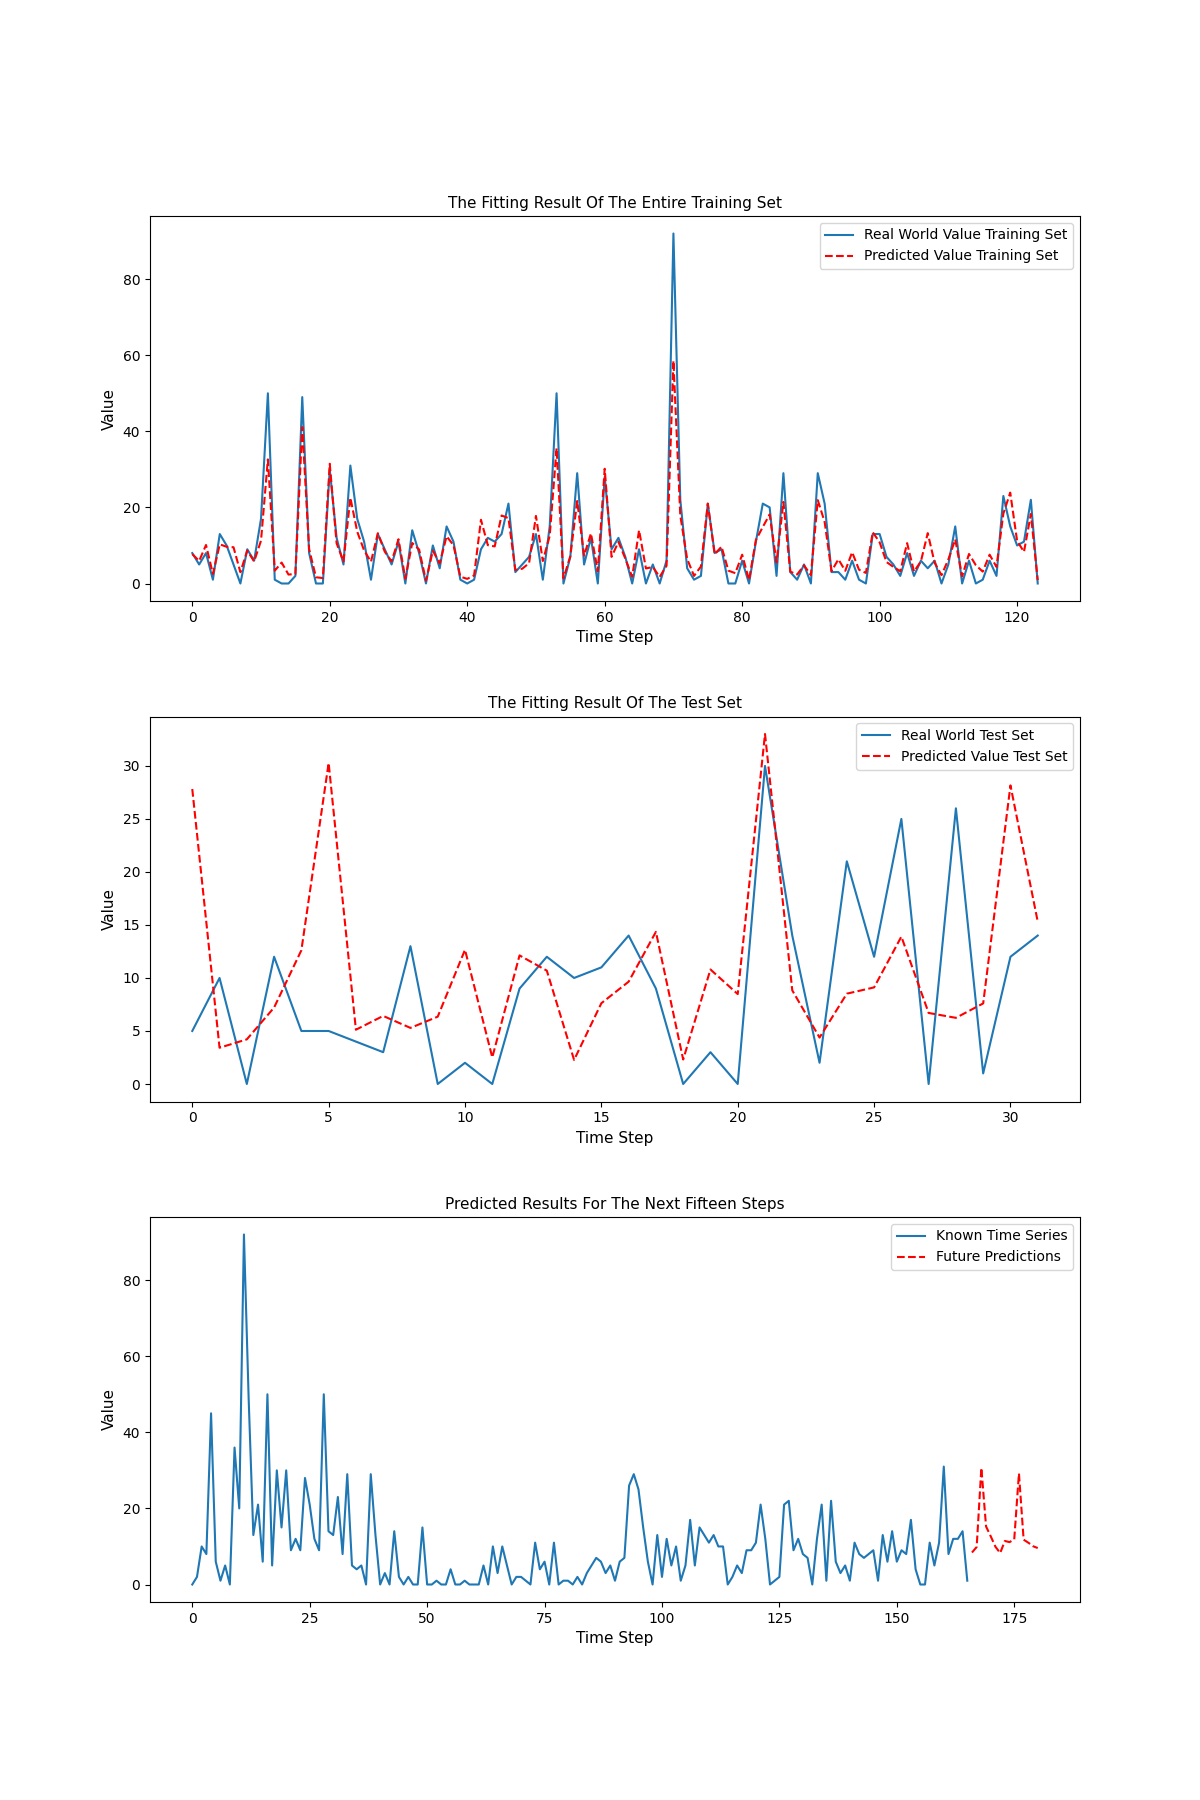 The Fitting Result Of The Entire Training Set
Real World Value Training Set
Predicted Value Training Set
Value
80
60
40
20
0
0 20 40 60 80 100 120
Time Step
The Fitting Result Of The Test Set
Real World Test Set
Predicted Value Test Set
Value
30
25
20
15
10
5
0
0 5 10 15 20 25 30
Time Step
Predicted Results For The Next Fifteen Steps
Known Time Series
Future Predictions
Value
80
60
40
20
0
0 25 50 75 100 125 150 175
Time Step